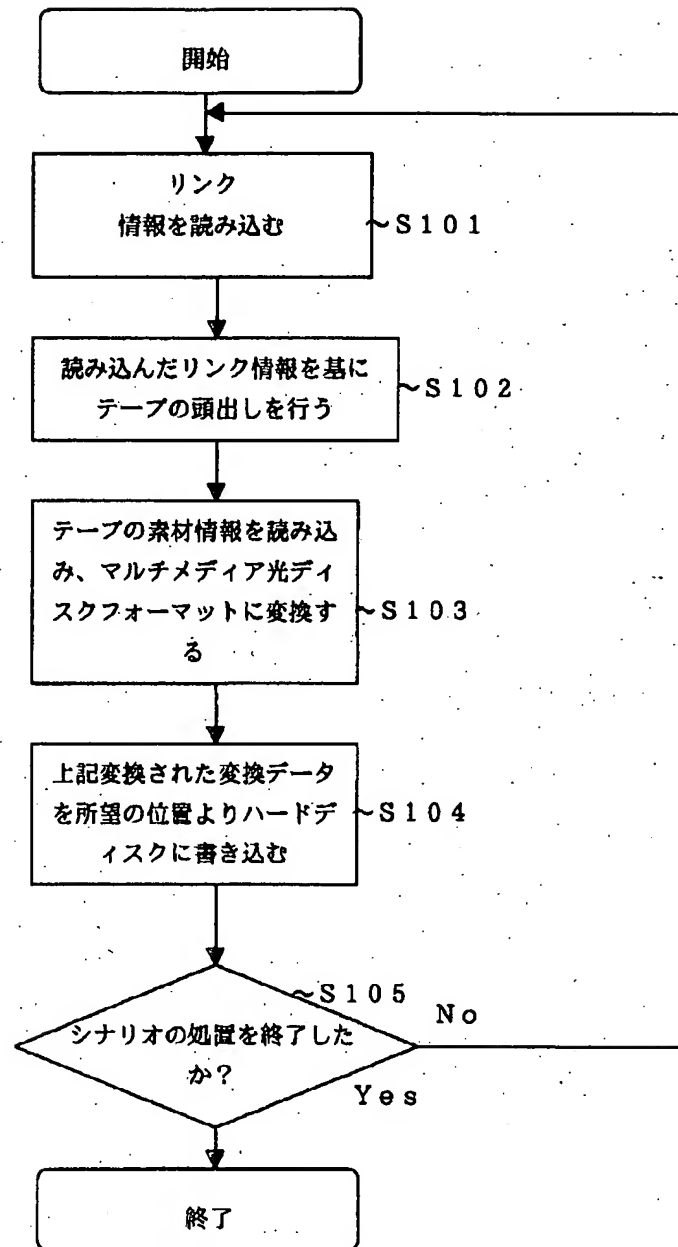 開始
リンク
情報を読み込む
~S101
読み込んだリンク情報を基に
テープの頭出しを行う
~S102
テープの素材情報を読み込
み、マルチメディア光ディ
スクフォーマットに変換す
る
~S103
上記変換された変換データ
を所望の位置よりハードデ
ィスクに書き込む
~S104
~S105
シナリオの処置を終了した
か?
No
Yes
終了